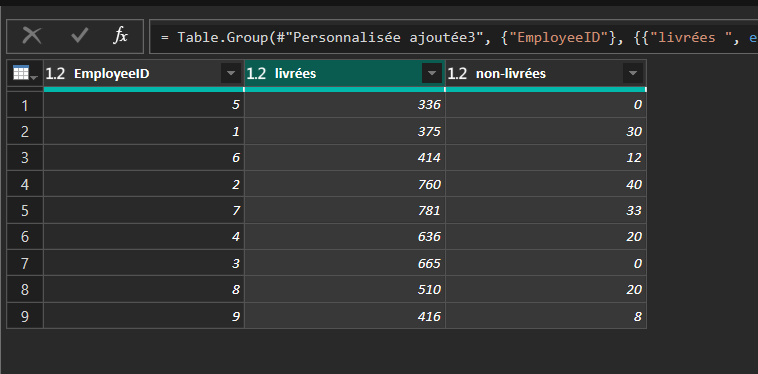 fx = Table.Group(#"Personnalisée ajoutée3", {"EmployeeID"}, {{"livrées ", e
1.2 EmployeeID 1.2 livrées 1.2 non-livrées
1 5 336 0
2 1 375 30
3 6 414 12
4 2 760 40
5 7 781 33
6 4 636 20
7 3 665 0
8 8 510 20
9 9 416 8